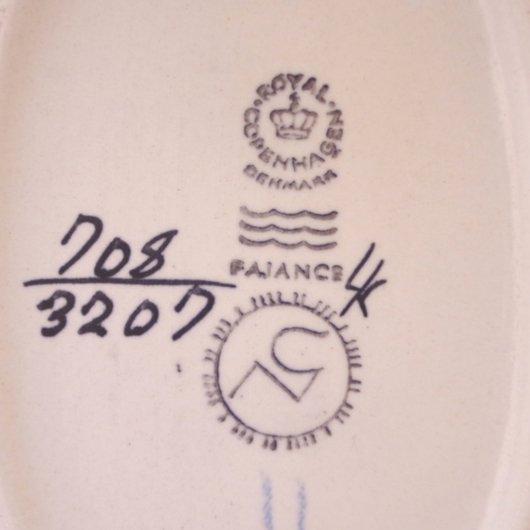 ROYAL COPENHAGEN
DENMARK
FAJANCE
708
3207